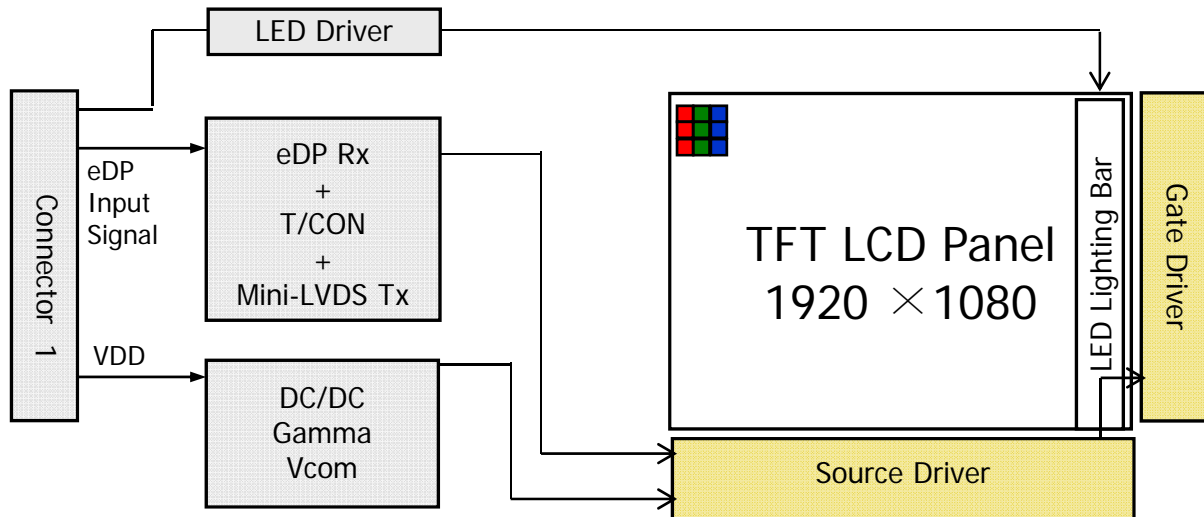 LED Driver
eDP
Input
Signal
Connector 1
eDP Rx
+
T/CON
+
Mini-LVDS Tx
VDD
DC/DC
Gamma
Vcom
TFT LCD Panel
1920 ×1080
LED Lighting Bar
Gate Driver
Source Driver